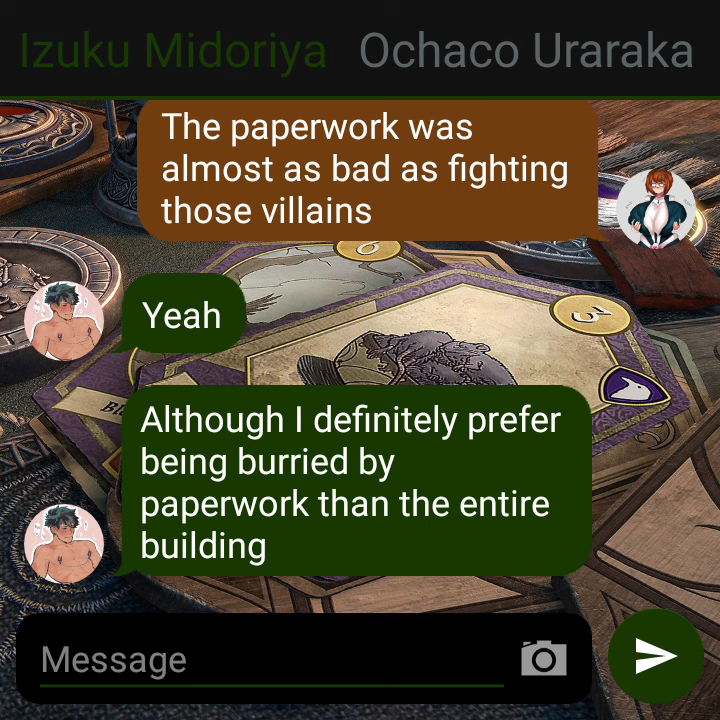 Izuku Midoriya Ochaco Uraraka
The paperwork was
almost as bad as fighting
those villains
Yeah
Although I definitely prefer
being burried by
paperwork than the entire
building
Message